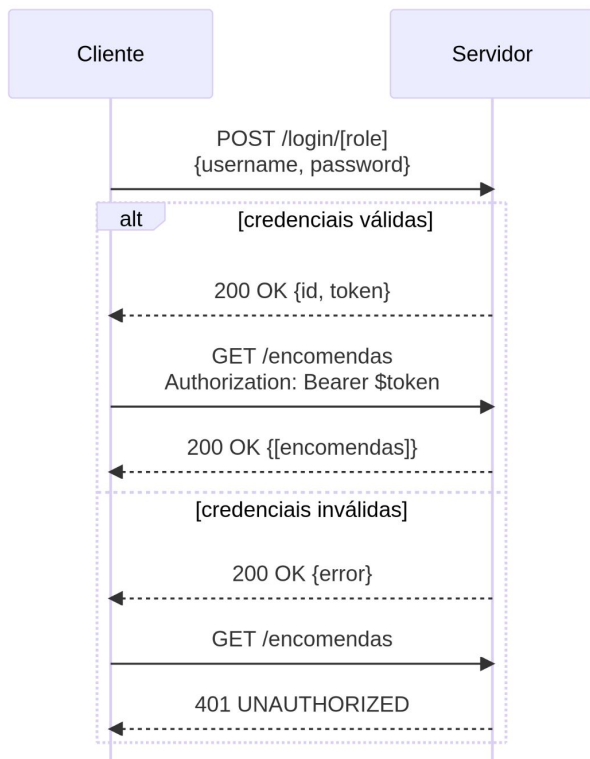 Cliente
Servidor
POST /login/[role]
{username, password}
alt
[credenciais válidas]
200 OK {id, token}
GET /encomendas
Authorization: Bearer $token
200 OK {[encomendas]}
[credenciais inválidas]
200 OK {error}
GET /encomendas
401 UNAUTHORIZED